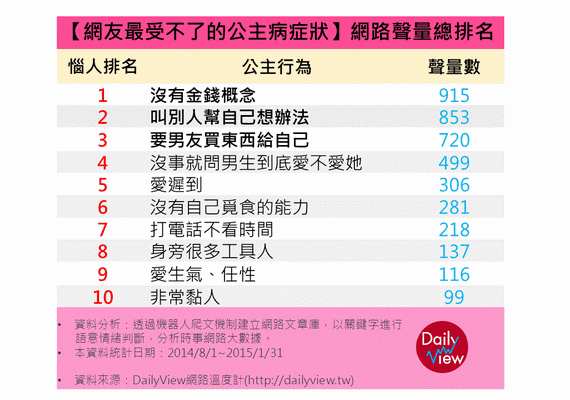 【網友最受不了的公主病症狀】網路聲量總排名
惱人排名 公主行為 聲量數
1 沒有金錢概念 915
2 叫別人幫自己想辦法 853
3 要男友買東西給自己 720
4 沒事就問男生到底愛不愛她 499
5 愛遲到 306
6 沒有自己覓食的能力 281
7 打電話不看時間 218
8 身旁很多工具人 137
9 愛生氣、任性 116
10 非常黏人 99
• 資料分析：透過機器人爬文機制建立網路文章庫，以關鍵字進行
語意情緒判斷，分析時事網路大數據。
• 本資料統計日期：2014/8/1~2015/1/31
• 資料來源：DailyView網路溫度計(http://dailyview.tw)
Daily
View